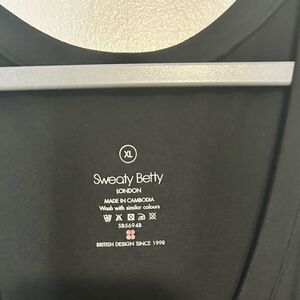 XL
Sweaty Betty
LONDON
MADE IN CAMBODIA
Wash with similar colours
SB5694B
BRITISH DESIGN SINCE 1998